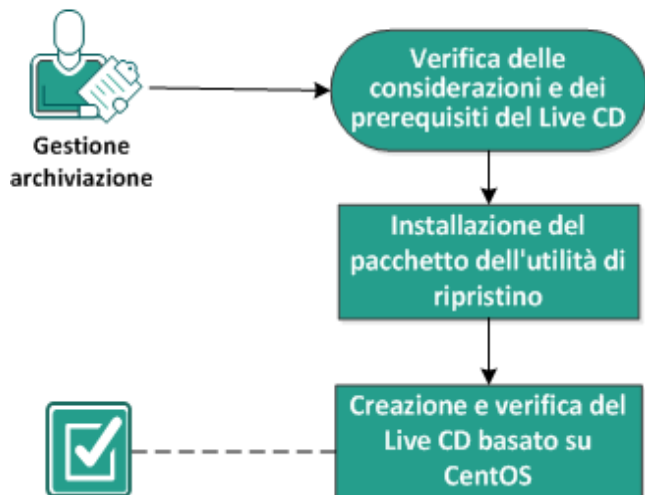 Verifica delle
considerazioni e dei
prerequisiti del Live CD
Gestione
archiviazione
Installazione del
pacchetto dell'utilità di
ripristino
Creazione e verifica del
Live CD basato su
CentOS